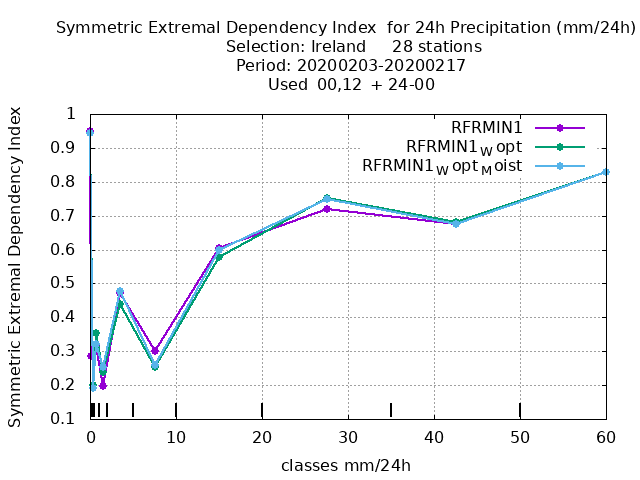 Symmetric Extremal Dependency Index  for 24h Precipitation (mm/24h)
Selection: Ireland     28 stations
Period: 20200203-20200217
Used  00,12  + 24-00
RFRMIN1
RFRMIN1W opt
RFRMIN1W opt M oist
Symmetric Extremal Dependency Index
1
0.9
0.8
0.7
0.6
0.5
0.4
0.3
0.2
0.1
0 10 20 30 40 50 60
classes mm/24h